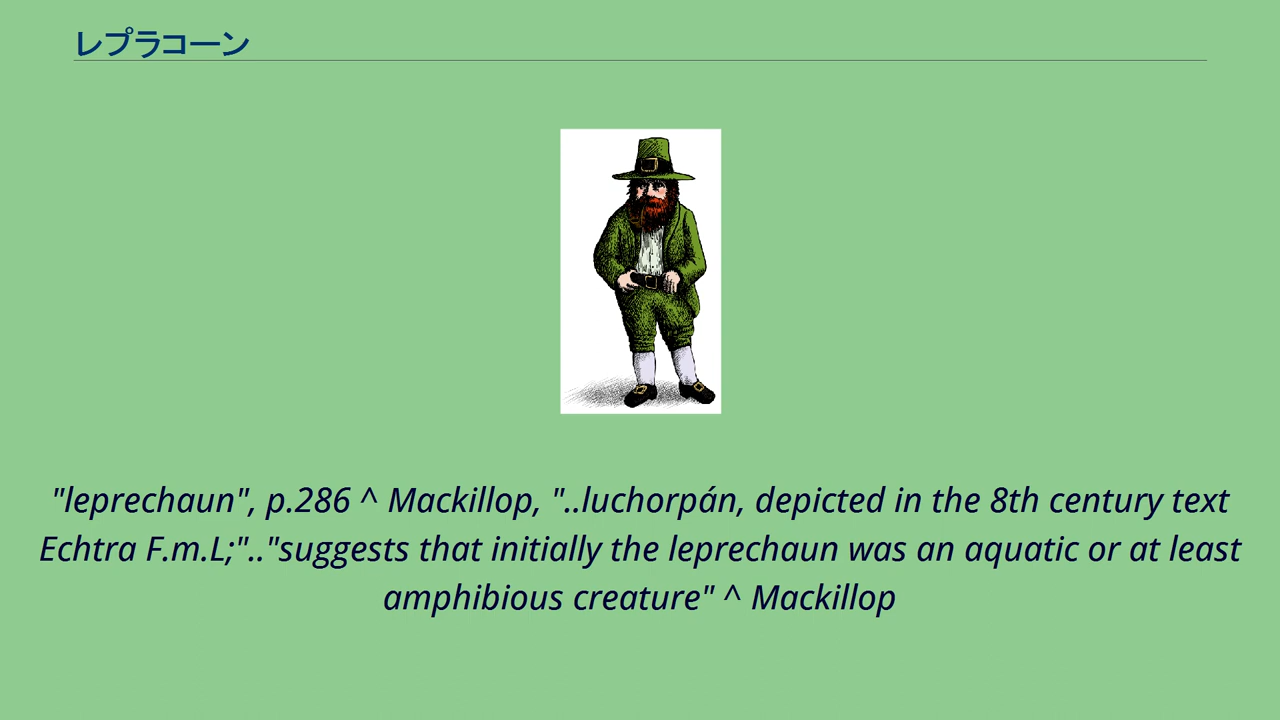 レプラコーン
"leprechaun", p.286 ^ Mackillop, "..luchorpán, depicted in the 8th century text
Echtra F.m.L;".."suggests that initially the leprechaun was an aquatic or at least
amphibious creature" ^ Mackillop